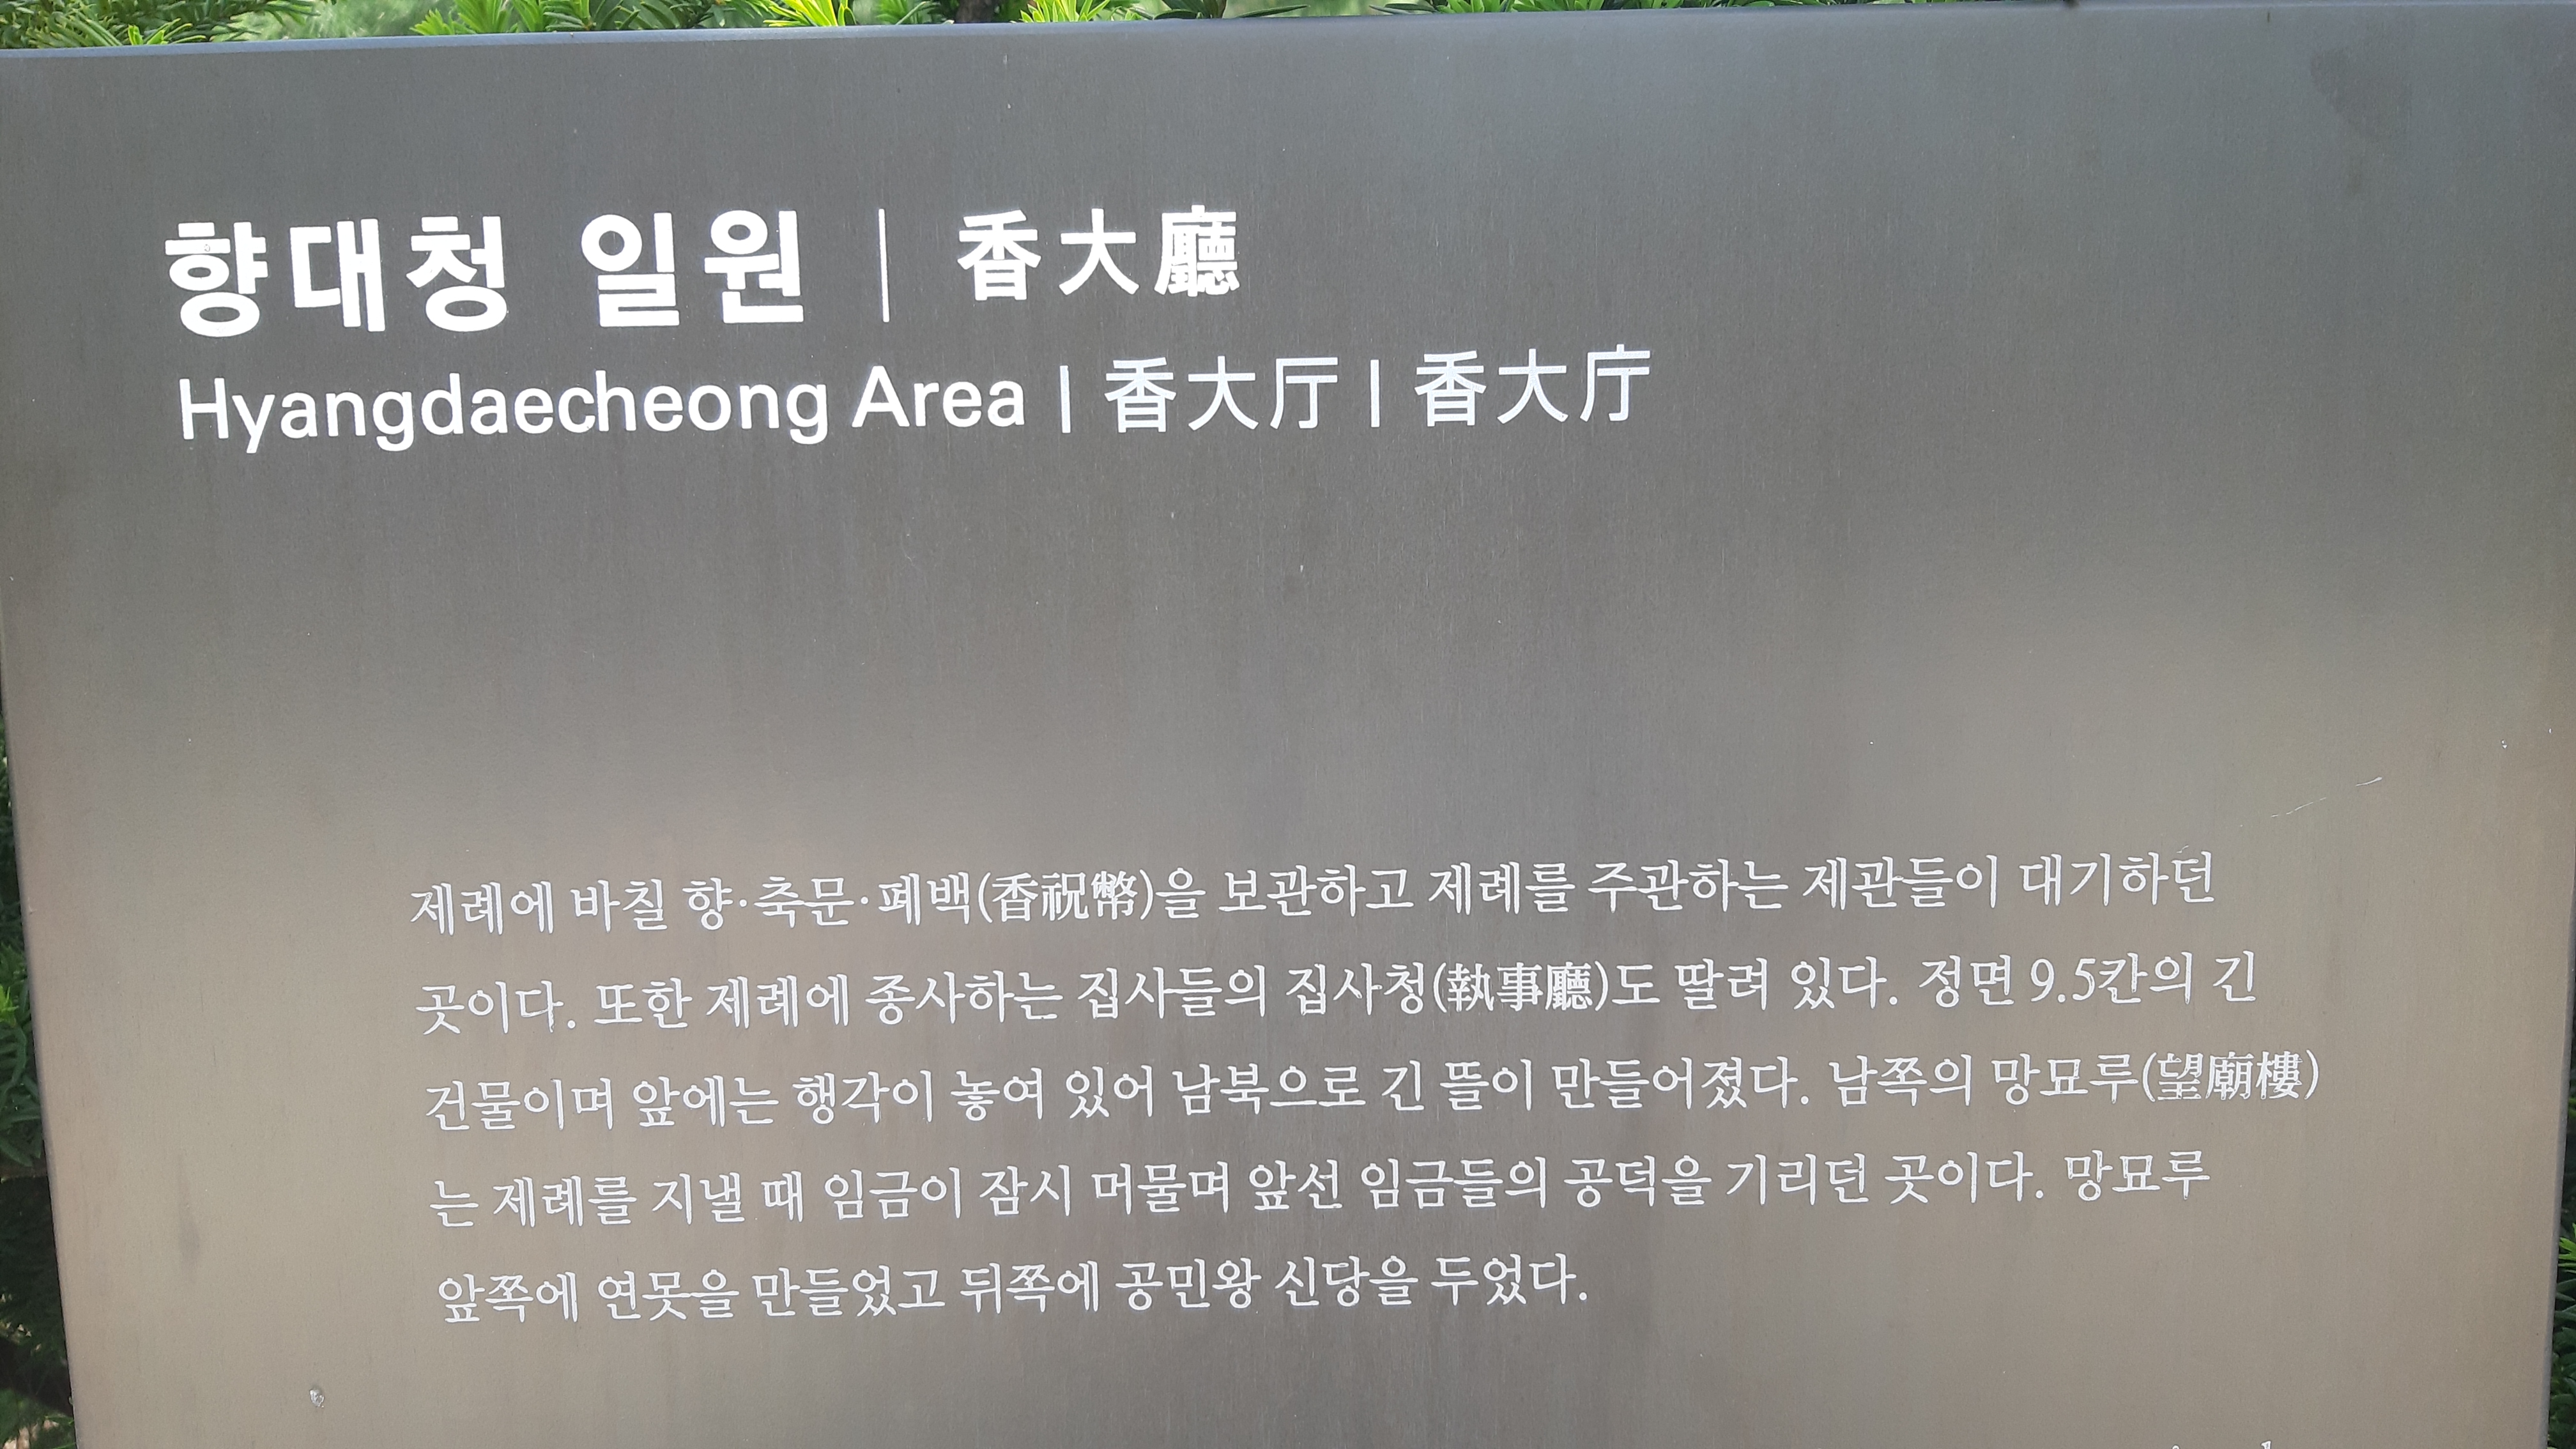 향대청 일원 | 香大廳
Hyangdaecheong Area | 香大厅 | 香大庁
제례에 바칠 향·축문·폐백(香祝幣)을 보관하고 제례를 주관하는 제관들이 대기하던
곳이다. 또한 제례에 종사하는 집사들의 집사청(執事廳)도 딸려 있다. 정면 9.5칸의 긴
건물이며 앞에는 행각이 놓여 있어 남북으로 긴 뜰이 만들어졌다. 남쪽의 망묘루(望廟樓)
는 제례를 지낼 때 임금이 잠시 머물며 앞선 임금들의 공덕을 기리던 곳이다. 망묘루
앞쪽에 연못을 만들었고 뒤쪽에 공민왕 신당을 두었다.